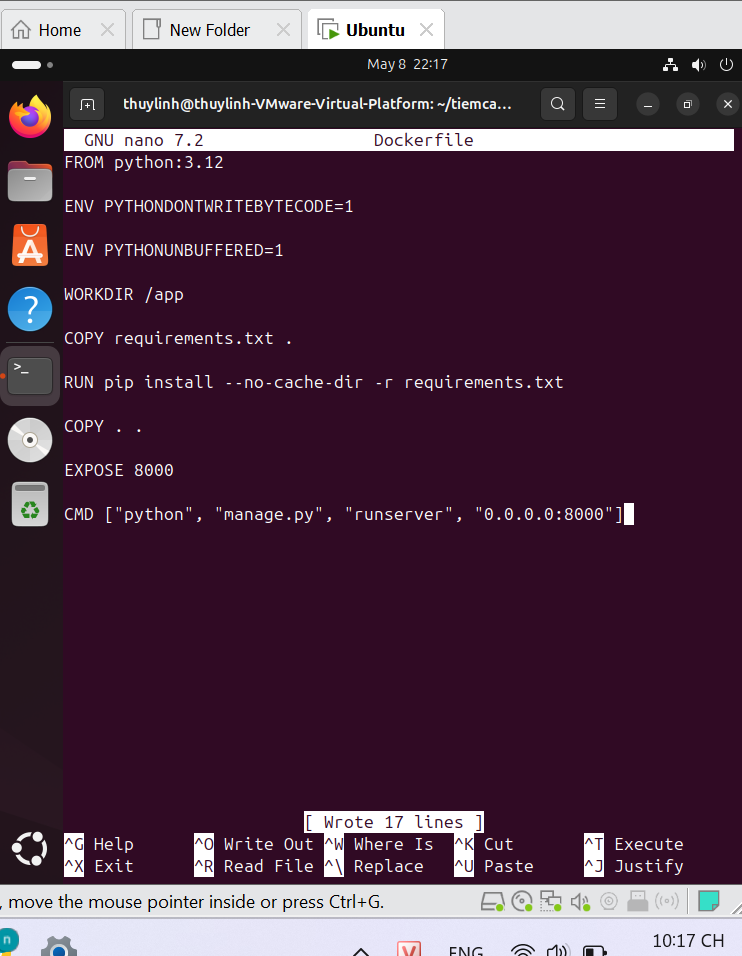 Home
New Folder
Ubuntu
May 8 22:17
thuylinh@thuylinh-VMware-Virtual-Platform: ~/tiemca...
GNU nano 7.2 Dockerfile
FROM python:3.12
ENV PYTHONDONTWRITEBYTECODE=1
ENV PYTHONUNBUFFERED=1
WORKDIR /app
COPY requirements.txt .
RUN pip install --no-cache-dir -r requirements.txt
COPY . .
EXPOSE 8000
CMD ["python", "manage.py", "runserver", "0.0.0.0:8000"]
[ Wrote 17 lines ]
^G Help ^O Write Out ^W Where Is ^K Cut ^T Execute
^X Exit ^R Read File ^\ Replace ^U Paste ^J Justify
, move the mouse pointer inside or press Ctrl+G.
n
V
ENG
10:17 CH